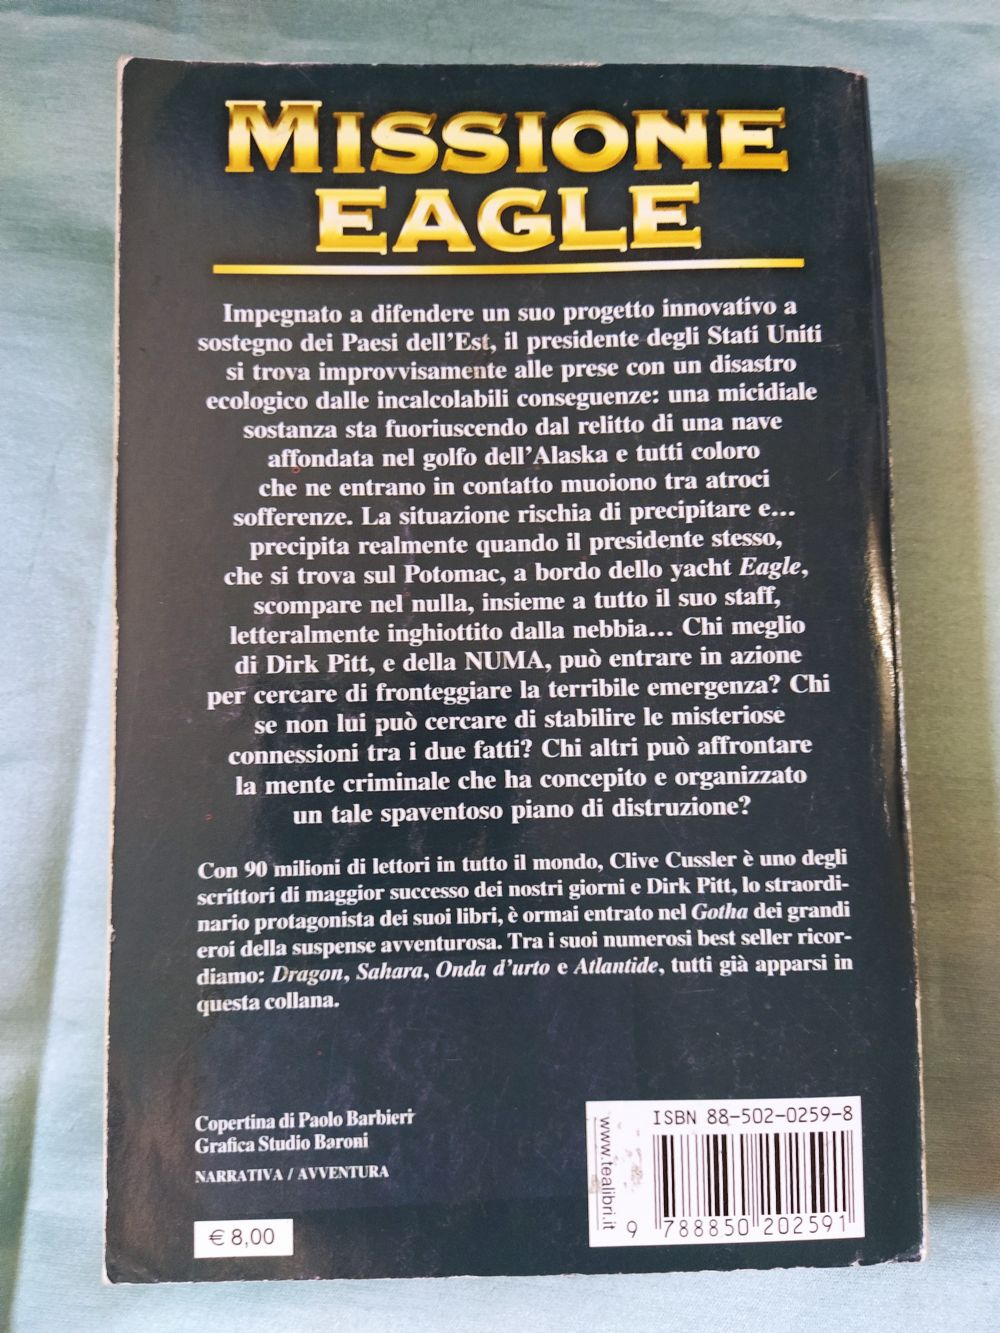 MISSIONE
EAGLE
Impegnato a difendere un suo progetto innovativo a
sostegno dei Paesi dell'Est, il presidente degli Stati Uniti
si trova improvvisamente alle prese con un disastro
ecologico dalle incalcolabili conseguenze: una micidiale
sostanza sta fuoriuscendo dal relitto di una nave
affondata nel golfo dell'Alaska e tutti coloro
che ne entrano in contatto muoiono tra atroci
sofferenze. La situazione rischia di precipitare e...
precipita realmente quando il presidente stesso,
che si trova sul Potomac, a bordo dello yacht Eagle,
scompare nel nulla, insieme a tutto il suo staff,
letteralmente inghiottito dalla nebbia... Chi meglio
di Dirk Pitt, e della NUMA, può entrare in azione
per cercare di fronteggiare la terribile emergenza? Chi
se non lui può cercare di stabilire le misteriose
connessioni tra i due fatti? Chi altri può affrontare
la mente criminale che ha concepito e organizzato
un tale spaventoso piano di distruzione?
Con 90 milioni di lettori in tutto il mondo, Clive Cussler è uno degli
scrittori di maggior successo dei nostri giorni e Dirk Pitt, lo straordi-
nario protagonista dei suoi libri, è ormai entrato nel Gotha dei grandi
eroi della suspense avventurosa. Tra i suoi numerosi best seller ricor-
diamo: Dragon, Sahara, Onda d'urto e Atlantide, tutti già apparsi in
questa collana.
Copertina di Paolo Barbieri
Grafica Studio Baroni
NARRATIVA / AVVENTURA
€ 8,00
www.tealibri.it
ISBN 88-502-0259-8
9 788850 202591